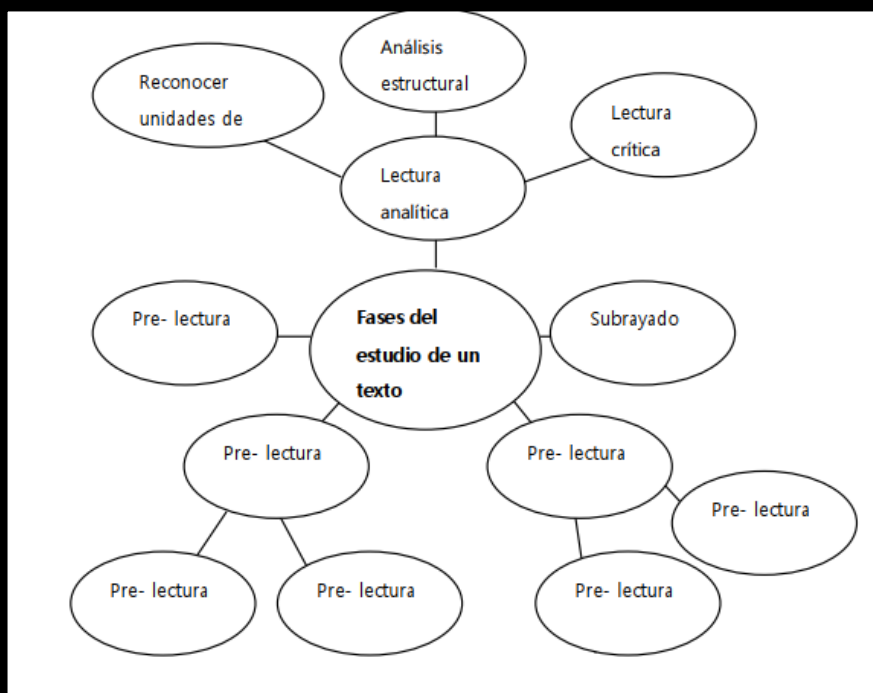 Análisis
estructural
Reconocer
unidades de
Lectura
crítica
Lectura
analítica
Pre- lectura
Fases del
estudio de un
texto
Subrayado
Pre- lectura
Pre- lectura
Pre- lectura
Pre- lectura
Pre- lectura
Pre- lectura